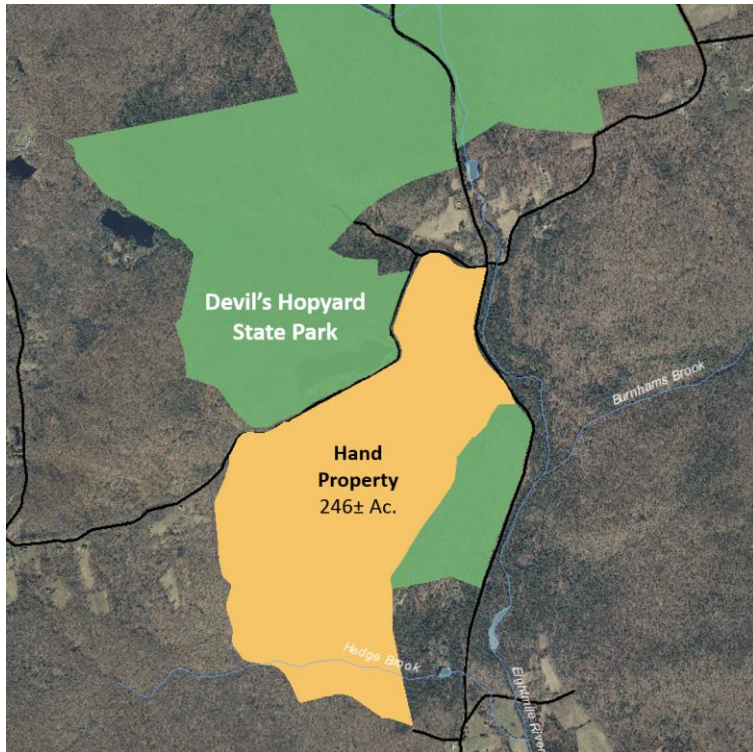 Devil's Hopyard
State Park
Burnhams Brook
Hand
Property
246± Ac.
Hedge Brook
Eightmile River